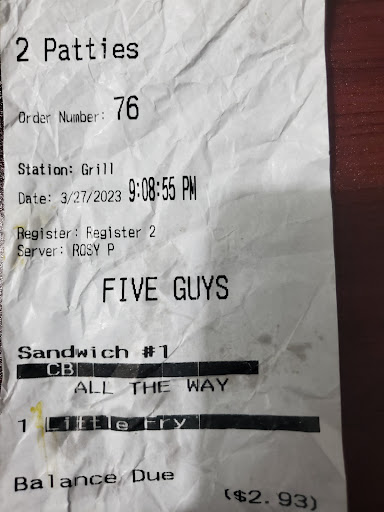 2 Patties
Order Number: 76
Station: Grill
Date: 3/27/2023 9:08:55 PM
Register: Register 2
Server: ROSY P
FIVE GUYS
Sandwich #1
CB
ALL THE WAY
1 Little Fry
Balance Due
($2.93)